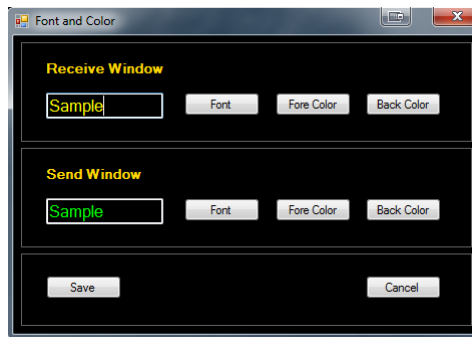 Font and Color
Receive Window
Sample Font Fore Color Back Color
Send Window
Sample Font Fore Color Back Color
Save Cancel